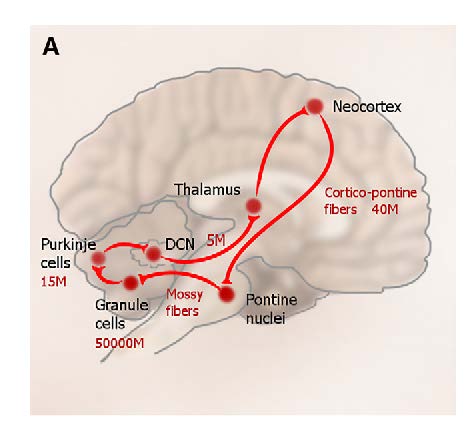 A
Neocortex
Thalamus
Cortico-pontine
fibers 40M
Purkinje
cells
15M
DCN
5M
Granule
cells
50000M
Mossy
fibers
Pontine
nuclei